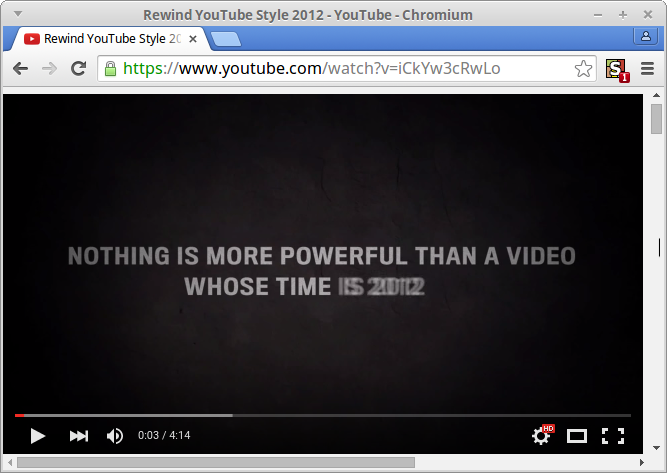 Rewind YouTube Style 2012 - YouTube - Chromium
Rewind YouTube Style 20
https://www.youtube.com/watch?v=iCkYw3cRwLo
S 1
NOTHING IS MORE POWERFUL THAN A VIDEO
WHOSE TIME IS 2012
0:03 / 4:14
HD